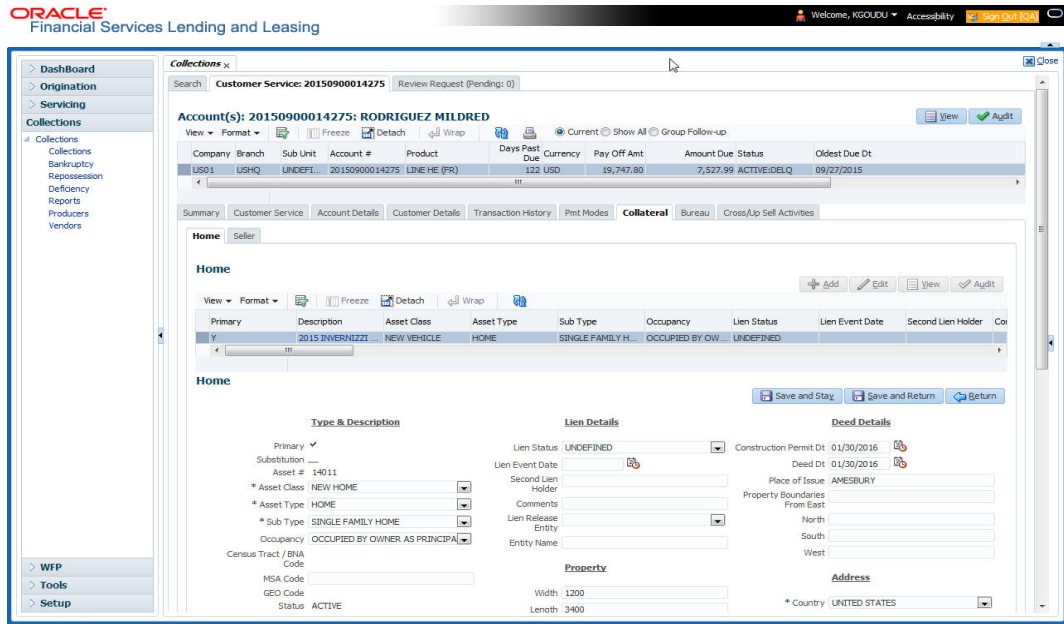 ORACLE
Financial Services Lending and Leasing
Welcome, KGOUDU Accessibility Sign Out [QA]
Close
DashBoard
Origination
Servicing
Collections
Collections
Collections
Bankruptcy
Repossession
Deficiency
Reports
Producers
Vendors
WFP
Tools
Setup
Collections x
Search Customer Service: 20150900014275 Review Request (Pending: 0)
Account(s): 20150900014275: RODRIGUEZ MILDRED
View Audit
View Format Freeze Detach Wrap Current Show All Group Follow-up
Company Branch Sub Unit Account # Product Days Past Due Currency Pay Off Amt Amount Due Status Oldest Due Dt
US01 USHQ UNDEFI... 20150900014275 LINE HE (FR) 122 USD 19,747.80 7,527.99 ACTIVE:DELQ 09/27/2015
Summary Customer Service Account Details Customer Details Transaction History Pmt Modes Collateral Bureau Cross/Up Sell Activities
Home Seller
Home
Add Edit View Audit
View Format Freeze Detach Wrap
Primary Description Asset Class Asset Type Sub Type Occupancy Lien Status Lien Event Date Second Lien Holder Co
Y 2015 INVERNIZZI ... NEW VEHICLE HOME SINGLE FAMILY H... OCCUPIED BY OW... UNDEFINED
Home
Save and Stay Save and Return Return
Type & Description
Primary
Substitution
Asset # 14011
* Asset Class NEW HOME
* Asset Type HOME
* Sub Type SINGLE FAMILY HOME
Occupancy OCCUPIED BY OWNER AS PRINCIPA
Census Tract / BNA
Code
MSA Code
GEO Code
Status ACTIVE
Lien Details
Lien Status UNDEFINED
Lien Event Date
Second Lien
Holder
Comments
Lien Release
Entity
Entity Name
Property
Width 1200
Length 3400
Deed Details
Construction Permit Dt 01/30/2016
Deed Dt 01/30/2016
Place of Issue AMESBURY
Property Boundaries
From East
North
South
West
Address
* Country UNITED STATES